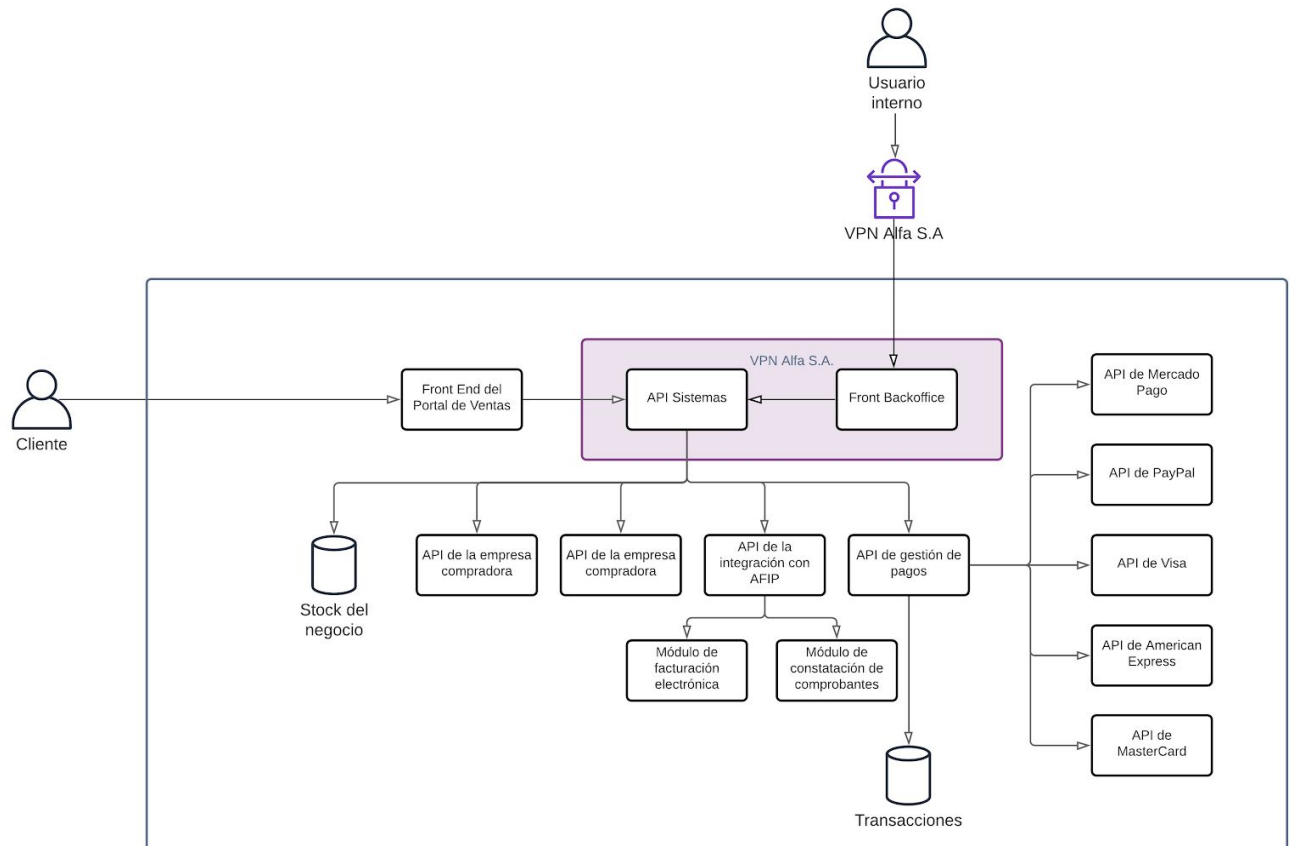 Usuario
interno
VPN Alfa S.A
VPN Alfa S.A.
Cliente
Front End del
Portal de Ventas
API Sistemas
Front Backoffice
API de Mercado
Pago
API de PayPal
API de Visa
API de American
Express
API de
MasterCard
Stock del
negocio
API de la empresa
compradora
API de la empresa
compradora
API de la
integración con
AFIP
API de gestión de
pagos
Módulo de
facturación
electrónica
Módulo de
constatación de
comprobantes
Transacciones